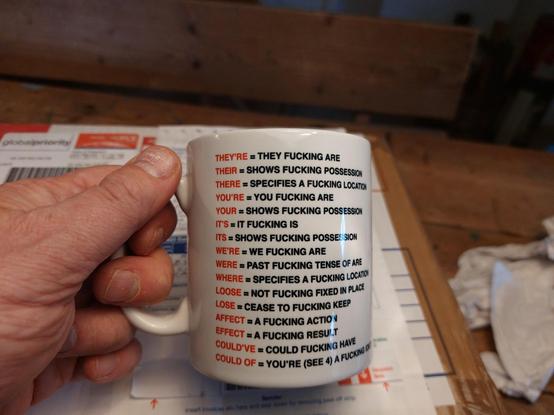 globalpriority
THEY'RE = THEY FUCKING ARE
THEIR = SHOWS FUCKING POSSESSION
THERE = SPECIFIES A FUCKING LOCATION
YOU'RE = YOU FUCKING ARE
YOUR = SHOWS FUCKING POSSESSION
IT'S = IT FUCKING IS
ITS = SHOWS FUCKING POSSESSION
WE'RE = WE FUCKING ARE
WERE = PAST FUCKING TENSE OF ARE
WHERE = SPECIFIES A FUCKING LOCATION
LOOSE = NOT FUCKING FIXED IN PLACE
LOSE = CEASE TO FUCKING KEEP
AFFECT = A FUCKING ACTION
EFFECT = A FUCKING RESULT
COULD'VE = COULD FUCKING HAVE
COULD OF = YOU'RE (SEE 4) A FUCKING
Sender